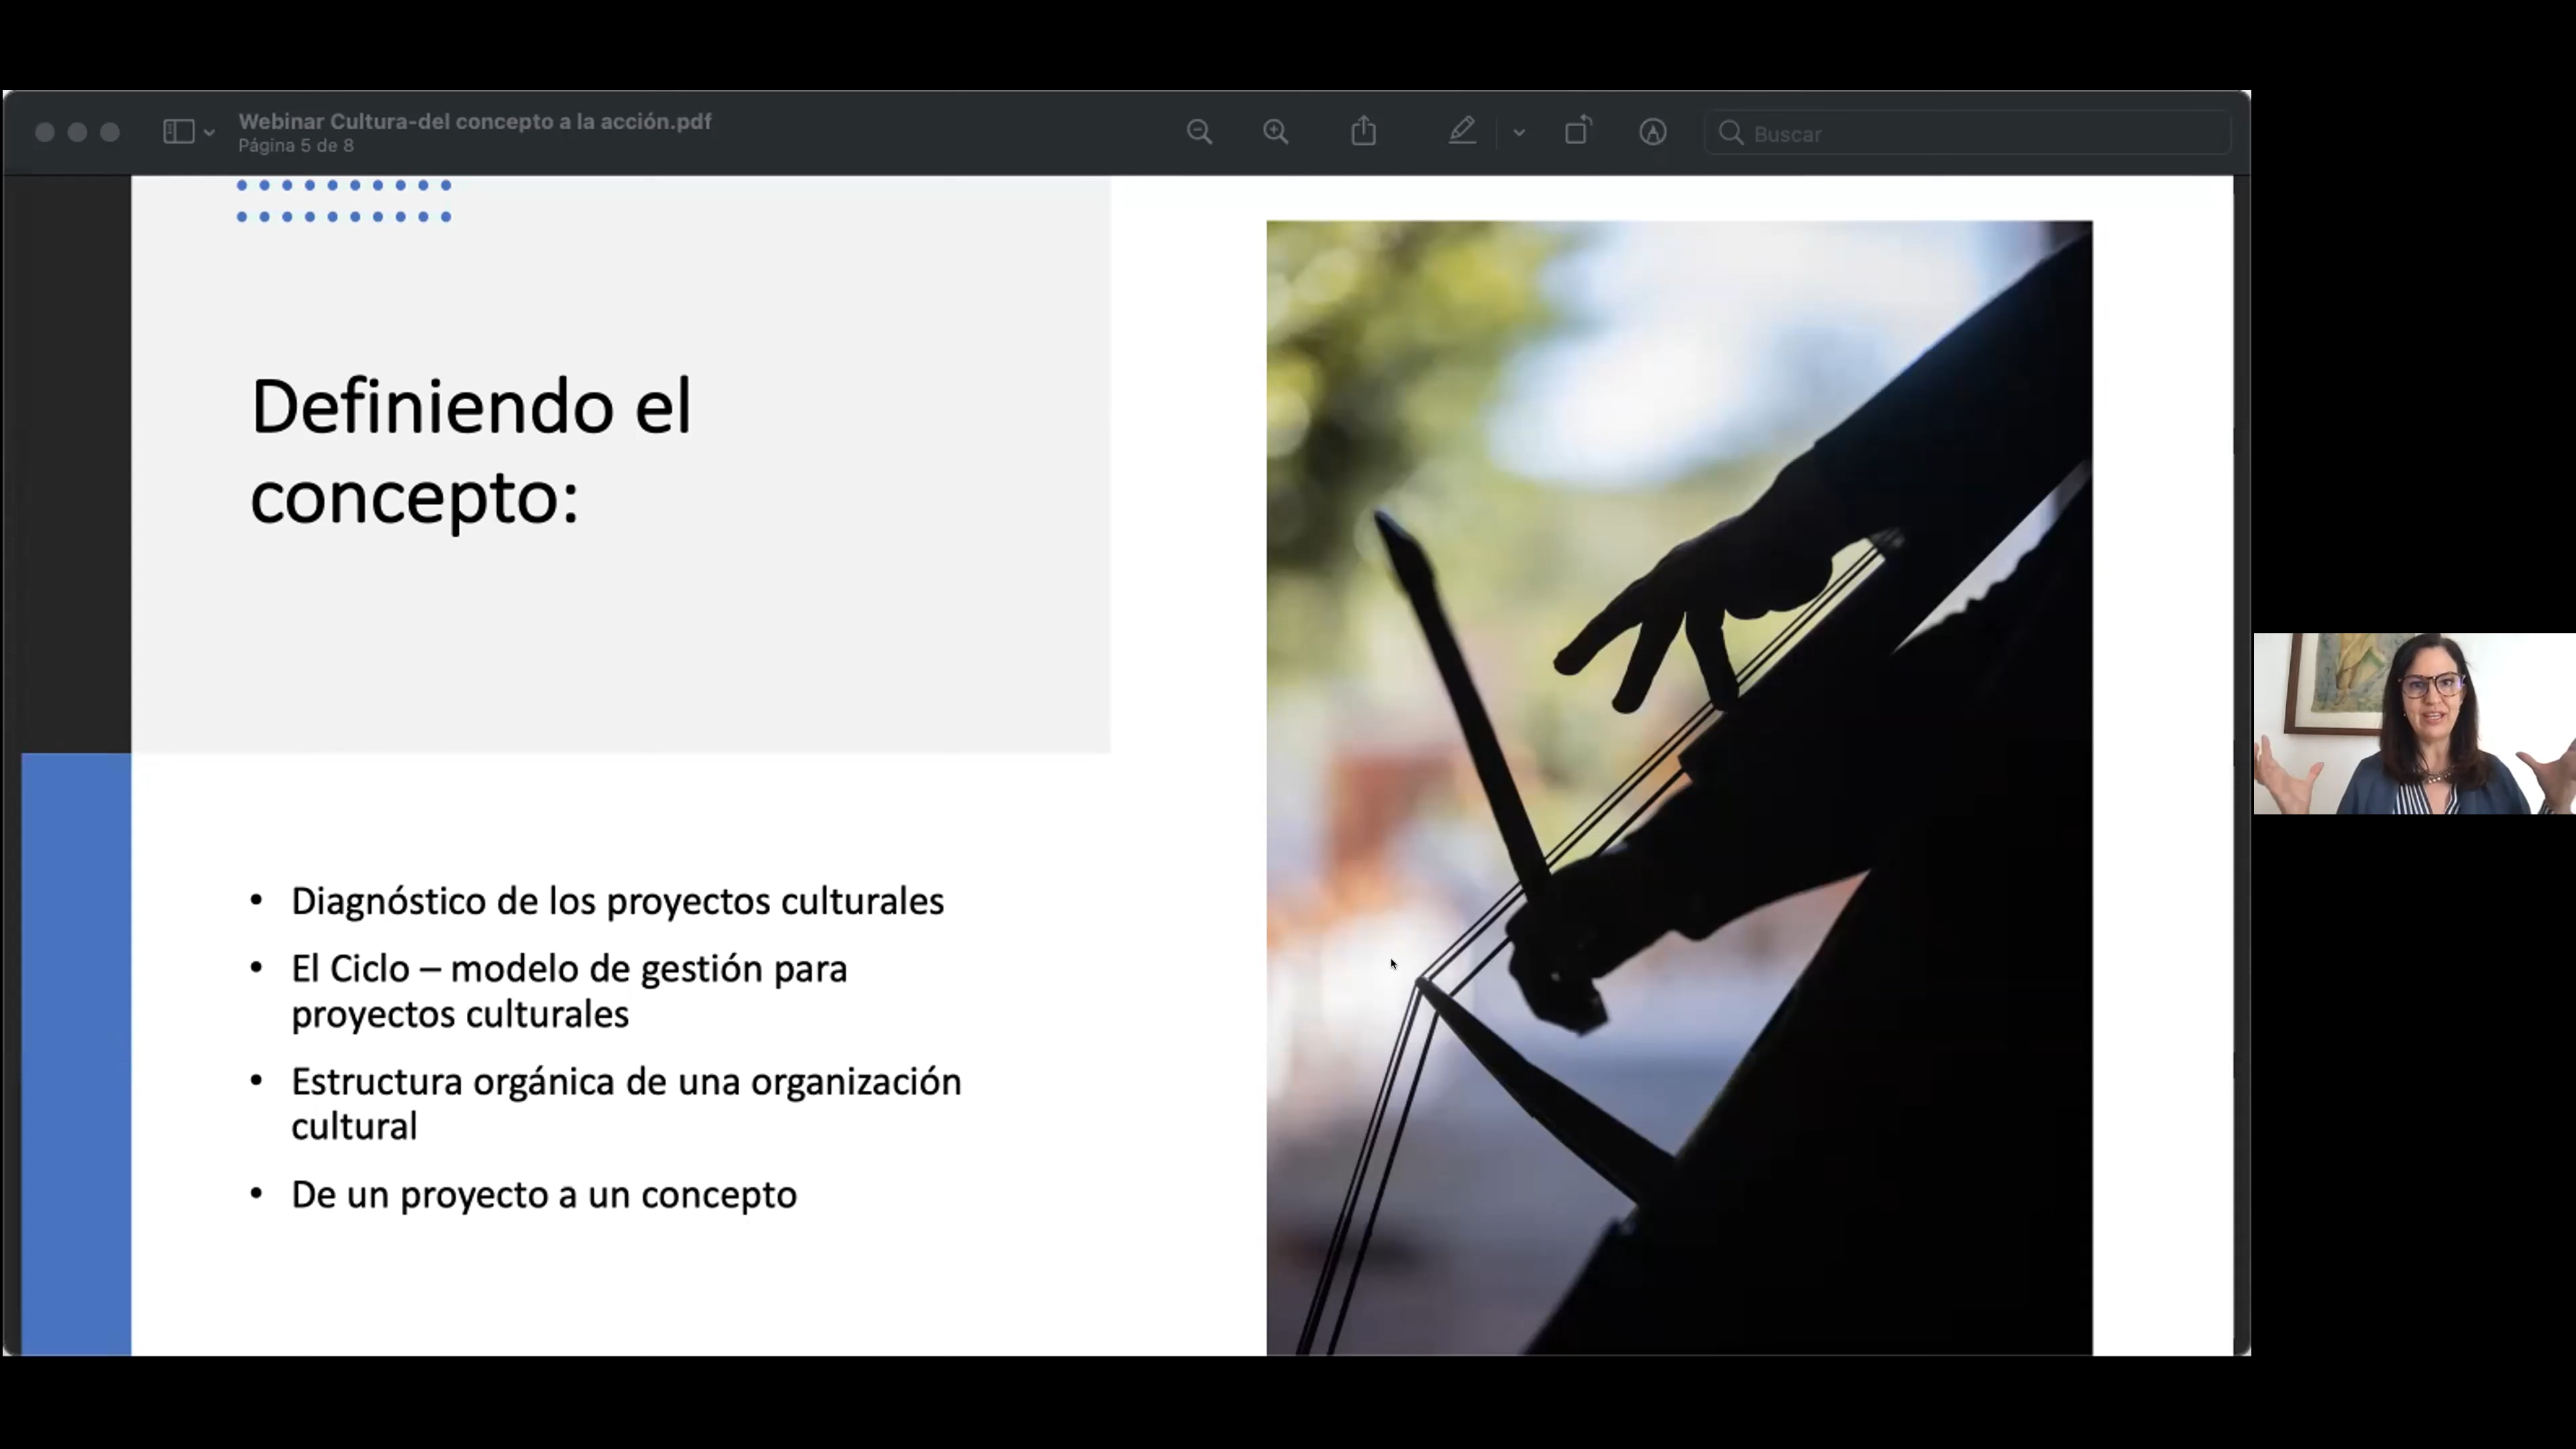 Webinar Cultura-del concepto a la acción.pdf
Página 5 de 8
Buscar
Definiendo el
concepto:
• Diagnóstico de los proyectos culturales
• El Ciclo – modelo de gestión para
proyectos culturales
• Estructura orgánica de una organización
cultural
• De un proyecto a un concepto